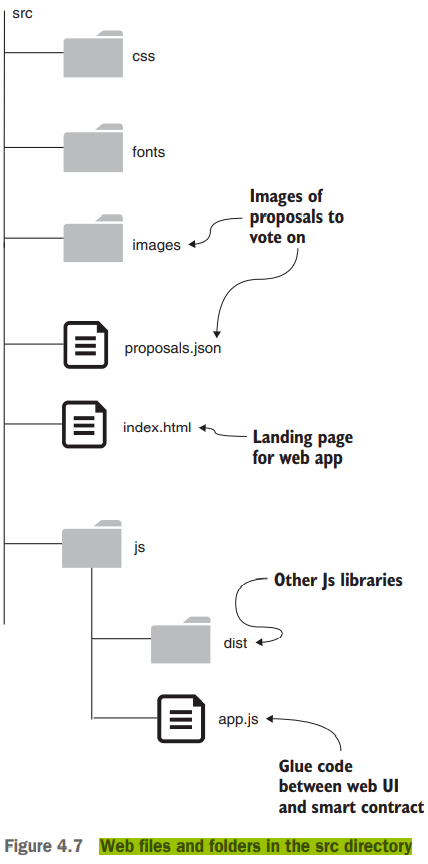 src
css
fonts
Images of
proposals to
vote on
images
proposals.json
index.html
Landing page
for web app
js
Other Js libraries
dist
app.js
Glue code
between web UI
and smart contract
Figure 4.7 Web files and folders in the src directory